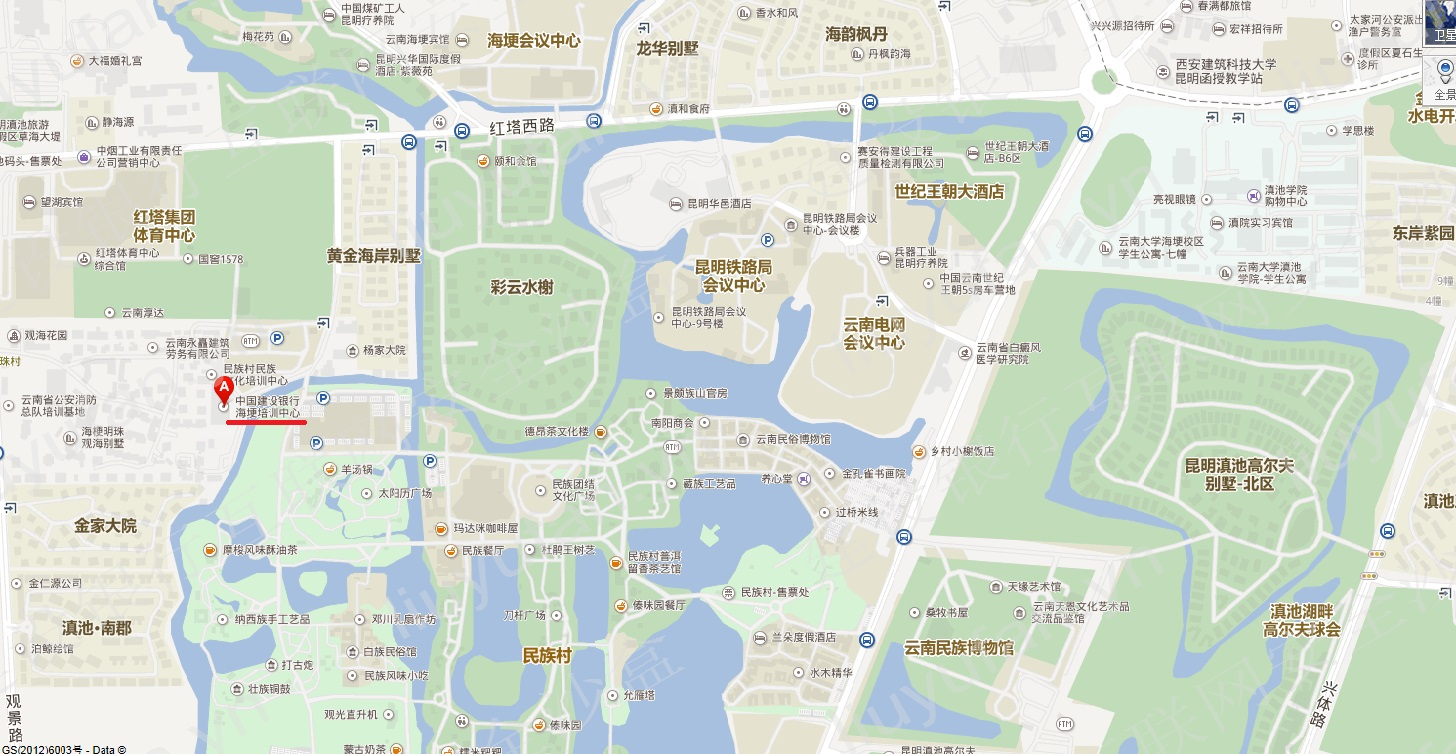 中国煤矿工人
昆明疗养院
香水和风
海韵枫丹
春满都旅馆
兴兴源招待所
宏祥招待所
太家河公安派出
渔户警务室
卫星
梅花苑
云南海埂宾馆
海埂会议中心
龙华别墅
丹枫韵海
度假区夏石生
诊所
大福婚礼宫
昆明兴华国际度假
酒店-紫薇苑
西安建筑科技大学
昆明函授教学站
全景
滇和食府
水电开
静海源
红塔西路
学思楼
中烟工业有限责任
公司营销中心
码头-售票处
颐和会馆
赛安得建设工程
质量检测有限公司
世纪王朝大酒
店-B6区
世纪王朝大酒店
亮视眼镜
滇池学院
购物中心
望湖宾馆
红塔集团
体育中心
昆明华邑酒店
昆明铁路局会议
中心-会议楼
滇院实习宾馆
东岸紫园
红塔体育中心
综合馆
国窖1578
黄金海岸别墅
P
兵器工业
昆明疗养院
云南大学海埂校区
学生公寓-七幢
彩云水榭
昆明铁路局
会议中心
中国云南世纪
王朝5s房车营地
云南大学滇池
学院-学生公寓
9幢
4幢
云南淳达
昆明铁路局会议
中心-9号楼
云南电网
会议中心
观海花园
云南永矗建筑
劳务有限公司
ATM
P
杨家大院
云南省白癜风
医学研究院
珠村
民族村民族
化培训中心
A
中国建设银行
海埂培训中心
P
景颇族山官房
云南省公安消防
总队培训基地
海埂明珠
观海别墅
P
P
德昂茶文化楼
南阳商会
ATM
云南民俗博物馆
乡村小榭饭店
羊汤锅
太阳历广场
民族团结
文化广场
藏族工艺品
养心堂
金孔雀书画院
昆明滇池高尔夫
别墅-北区
金家大院
过桥米线
玛达咪咖啡屋
摩梭风味酥油茶
民族餐厅
杜鹃王树艺
民族村普洱
留香茶艺馆
金仁源公司
民族村-售票处
天缘艺术馆
纳西族手工艺品
邓川乳扇作坊
刀杆广场
傣味园餐厅
桑牧书屋
云南天恩文化艺术品
交流品鉴馆
滇池湖畔
高尔夫球会
滇池·南郡
泊鲸绘馆
白族民俗馆
民族村
兰朵度假酒店
云南民族博物馆
打古炮
民族风味小吃
水木精华
壮族铜鼓
允雁塔
兴体路
观景路
观光直升机
傣味园
ATM
蒙古奶茶
糯米粑粑
昆明滇池高尔夫
GS(2012)6003号 - Data ©